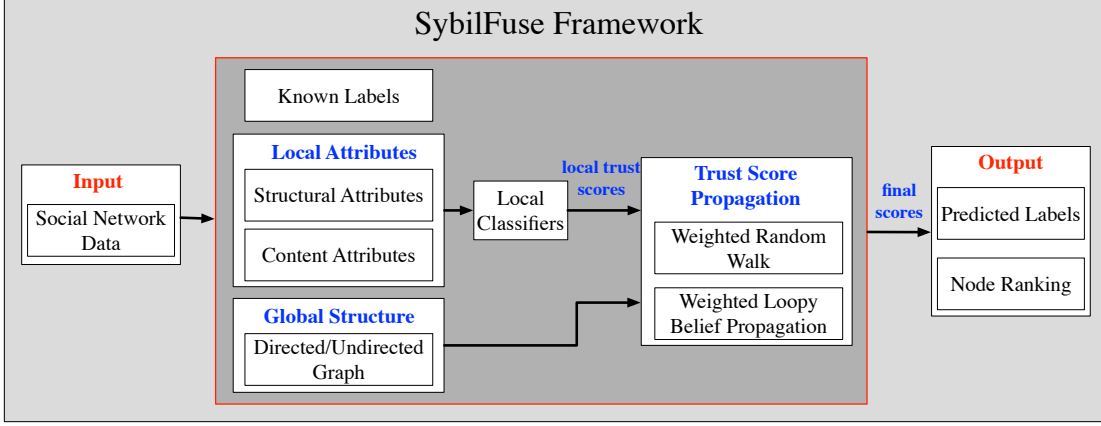 SybilFuse Framework
Known Labels
Local Attributes
Structural Attributes
Content Attributes
Global Structure
Directed/Undirected
Graph
Input
Social Network
Data
Local
Classifiers
local trust
scores
Trust Score
Propagation
Weighted Random
Walk
Weighted Loopy
Belief Propagation
final
scores
Output
Predicted Labels
Node Ranking